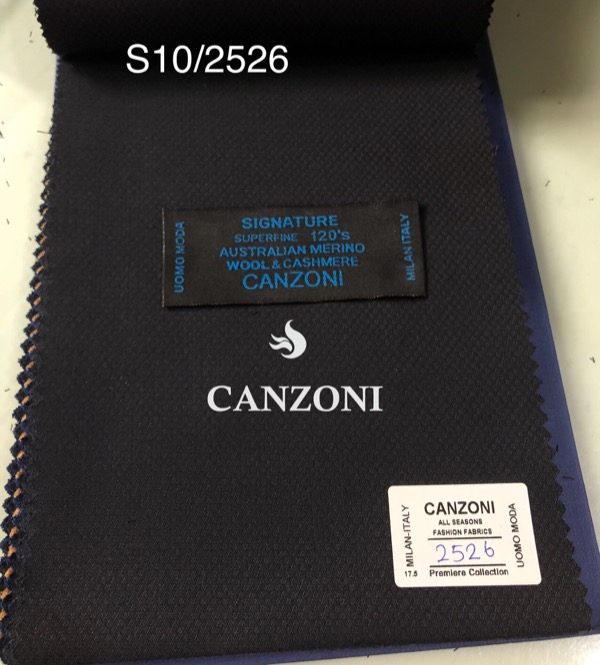 S10/2526
UOMO MODA
SIGNATURE
SUPERFINE 120's
AUSTRALIAN MERINO
WOOL & CASHMERE
CANZONI
MILAN-ITALY
CANZONI
MILAN-ITALY
CANZONI
ALL SEASONS
FASHION FABRICS
2526
17.5 Premiere Collection
UOMO MODA